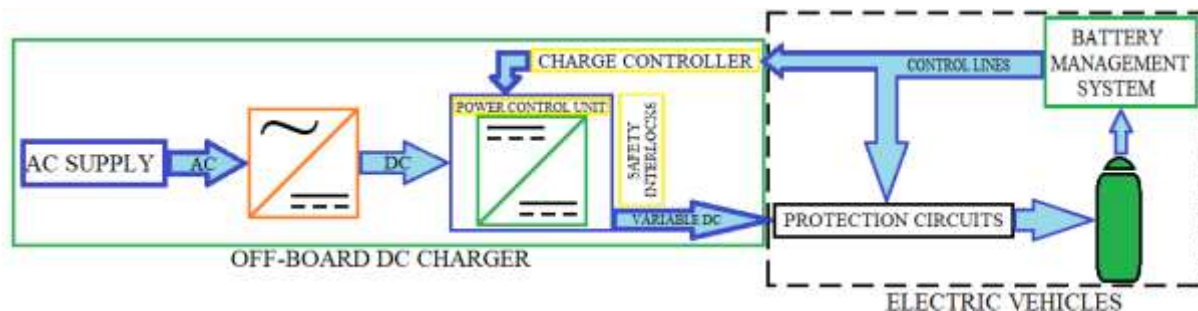 BATTERY
MANAGEMENT
SYSTEM
CHARGE CONTROLLER
CONTROL LINES
POWER CONTROL UNIT
SAFETY
INTERLOCKS
AC SUPPLY
AC
DC
VARIABLE DC
PROTECTION CIRCUITS
OFF-BOARD DC CHARGER
ELECTRIC VEHICLES